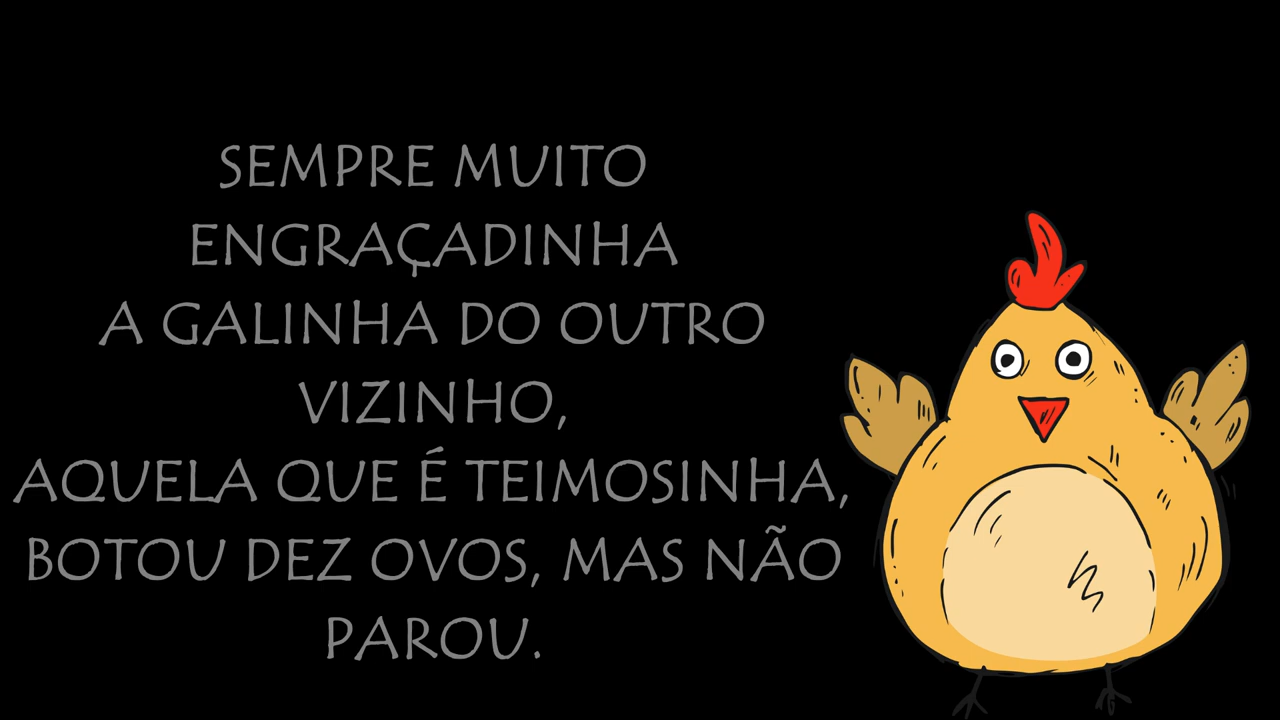 SEMPRE MUITO
ENGRAÇADINHA
A GALINHA DO OUTRO
VIZINHO,
AQUELA QUE É TEIMOSINHA,
BOTOU DEZ OVOS, MAS NÃO
PAROU.